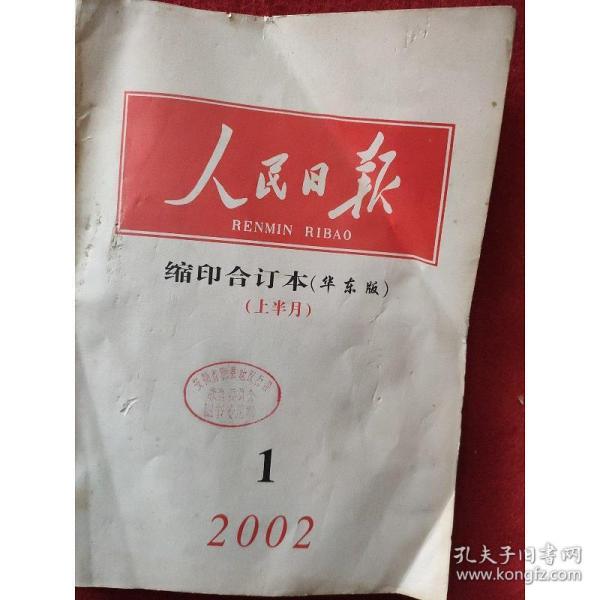 人民日报
RENMIN RIBAO
缩印合订本(华东版)
(上半月)
1
2002
孔夫子旧书网
www.kongfz.com